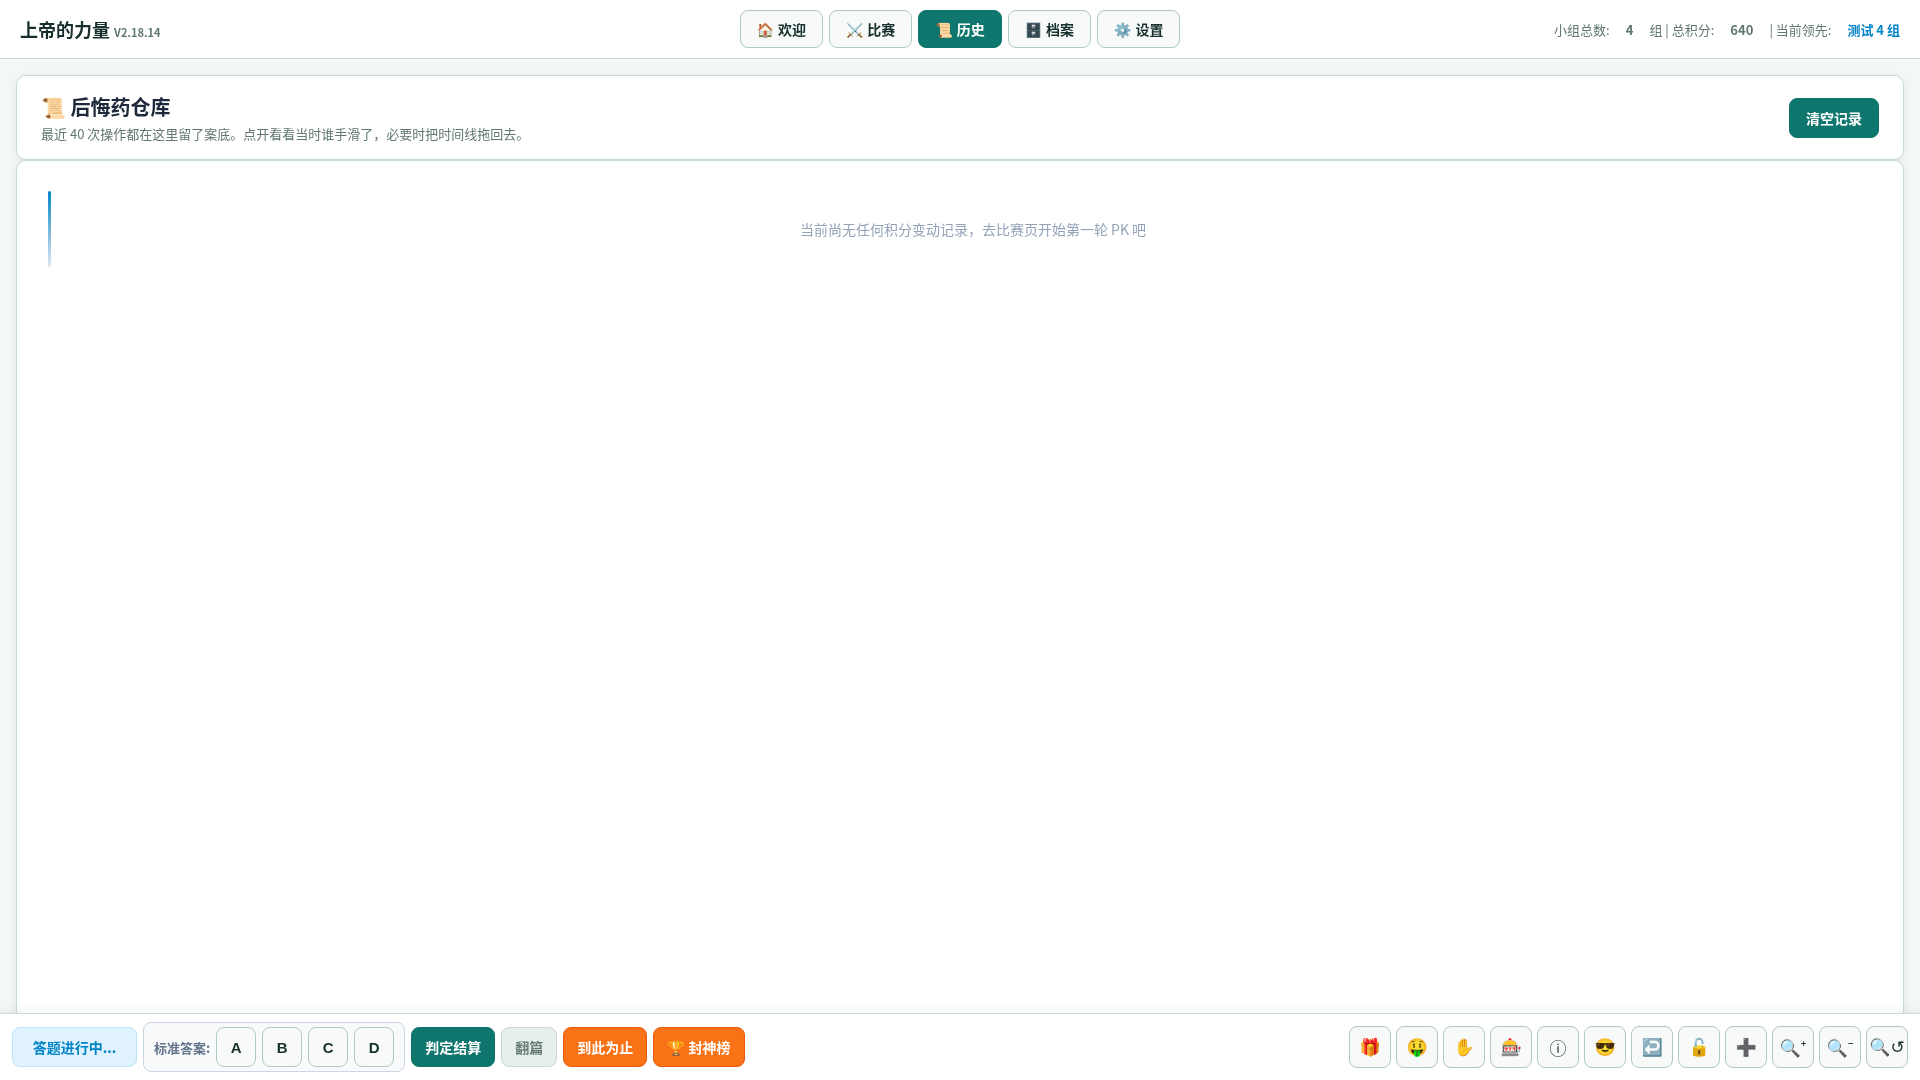 上帝的力量 V2.18.14
🏠 欢迎
⚔️ 比赛
📜 历史
🗄️ 档案
⚙️ 设置
小组总数: 4 组 | 总积分: 640 | 当前领先: 测试 4 组
📜 后悔药仓库
最近 40 次操作都在这里留了案底。点开看看当时谁手滑了，必要时把时间线拖回去。
清空记录
当前尚无任何积分变动记录，去比赛页开始第一轮 PK 吧
答题进行中...
标准答案: A B C D
判定结算
翻篇
到此为止
🏆 封神榜